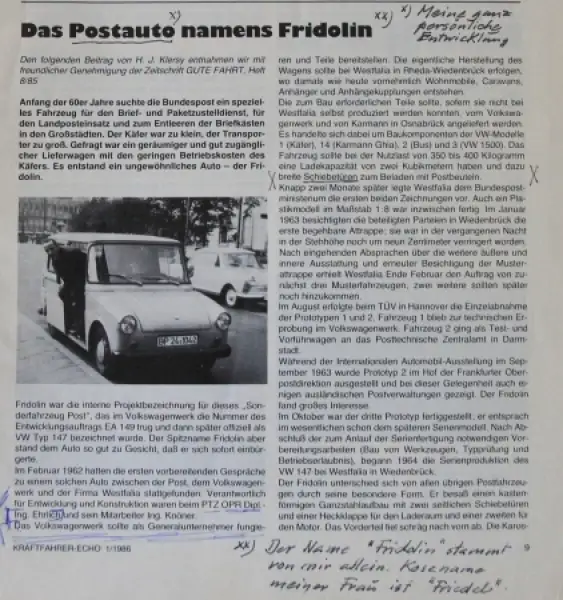 x)
Das Postauto namens Fridolin xx)
x) Meine ganz
persönliche
Entwicklung
Den folgenden Beitrag von H. J. Klersy entnahmen wir mit
freundlicher Genehmigung der Zeitschrift GUTE FAHRT, Heft
8/85
Anfang der 60er Jahre suchte die Bundespost ein speziel-
les Fahrzeug für den Brief- und Paketzustelldienst, für
den Landposteinsatz und zum Entleeren der Briefkästen
in den Großstädten. Der Käfer war zu klein, der Transpor-
ter zu groß. Gefragt war ein geräumiger und gut zugängli-
cher Lieferwagen mit den geringen Betriebskosten des
Käfers. Es entstand ein ungewöhnliches Auto – der Fri-
dolin.
BP 24-1142
Fridolin war die interne Projektbezeichnung für dieses „Son-
derfahrzeug Post", das im Volkswagenwerk die Nummer des
Entwicklungsauftrags EA 149 trug und dann später offiziell als
VW Typ 147 bezeichnet wurde. Der Spitzname Fridolin aber
stand dem Auto so gut zu Gesicht, daß er sich sofort einbür-
gerte.
Im Februar 1962 hatten die ersten vorbereitenden Gespräche
zu einem solchen Auto zwischen der Post, dem Volkswagen-
werk und der Firma Westfalia stattgefunden. Verantwortlich
für Entwicklung und Konstruktion waren beim PTZ OPR Dipl.-
Ing. Ehrlich und sein Mitarbeiter Ing. Knörer.
Das Volkswagenwerk sollte als Generalunternehmer fungie-
KRAFTFAHRER-ECHO 1/1986
ren und Teile bereitstellen. Die eigentliche Herstellung des
Wagens sollte bei Westfalia in Rheda-Wiedenbrück erfolgen,
wo damals wie heute vornehmlich Wohnmobile, Caravans,
Anhänger und Anhängekupplungen entstehen.
Die zum Bau erforderlichen Teile sollte, sofern sie nicht bei
Westfalia selbst produziert werden konnten, vom Volkswa-
genwerk und von Karmann in Osnabrück angeliefert werden.
Es handelte sich dabei um Baukomponenten der VW-Modelle
1 (Käfer), 14 (Karmann Ghia), 2 (Bus) und 3 (VW 1500). Das
Fahrzeug sollte bei der Nutzlast von 350 bis 400 Kilogramm
eine Ladekapazität von zwei Kubikmetern haben und dazu
X breite Schiebetüren zum Beladen mit Postbeuteln. X
Knapp zwei Monate später legte Westfalia dem Bundespost-
ministerium die ersten beiden Zeichnungen vor. Auch ein Pla-
stikmodell im Maßstab 1:8 war inzwischen fertig. Im Januar
1963 besichtigten die beteiligten Parteien in Wiedenbrück die
erste begehbare Attrappe; sie war in der vergangenen Nacht
in der Stehhöhe noch um neun Zentimeter verringert worden.
Nach eingehenden Absprachen über die weitere äußere und
innere Ausstattung und erneuter Besichtigung der Muster-
attrappe erhielt Westfalia Ende Februar den Auftrag von zu-
nächst drei Musterfahrzeugen, zwei weitere sollten später
noch hinzukommen.
Im August erfolgte beim TÜV in Hannover die Einzelabnahme
der Prototypen 1 und 2. Fahrzeug 1 blieb zur technischen Er-
probung im Volkswagenwerk. Fahrzeug 2 ging als Test- und
Vorführwagen an das Posttechnische Zentralamt in Darm-
stadt.
Während der Internationalen Automobil-Ausstellung im Sep-
tember 1963 wurde Prototyp 2 im Hof der Frankfurter Ober-
postdirektion ausgestellt und bei dieser Gelegenheit auch ei-
nigen ausländischen Postverwaltungen gezeigt. Der Fridolin
fand großes Interesse.
Im Oktober war der dritte Prototyp fertiggestellt; er entsprach
im wesentlichen schon dem späteren Serienmodell. Nach Ab-
schluß der zum Anlauf der Serienfertigung notwendigen Vor-
bereitungsarbeiten (Bau von Werkzeugen, Typprüfung und
Betriebserlaubnis), begann 1964 die Serienproduktion des
VW 147 bei Westfalia in Wiedenbrück.
Der Fridolin unterschied sich von allen übrigen Postfahrzeu-
gen durch seine besondere Form. Er besaß einen kasten-
förmigen Ganzstahlaufbau mit zwei seitlichen Schiebetüren
und einer Heckklappe für den Laderaum und einer zweiten für
den Motor. Das Vorderteil fiel schräg nach vorn ab. Die Karos-
9
xx) Der Name "Fridolin" stammt
von mir allein. Kosename
meiner Frau ist "Friedel".